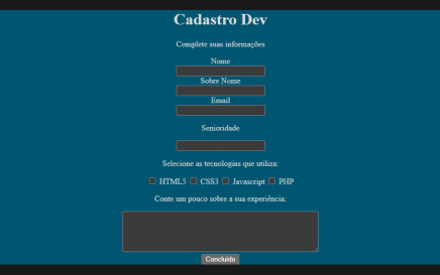 Cadastro Dev
Complete suas informações
Nome
Sobre Nome
Email
Senioridade
Selecione as tecnologias que utiliza:
HTML5 CSS3 Javascript PHP
Conte um pouco sobre a sua experiência:
Concluído